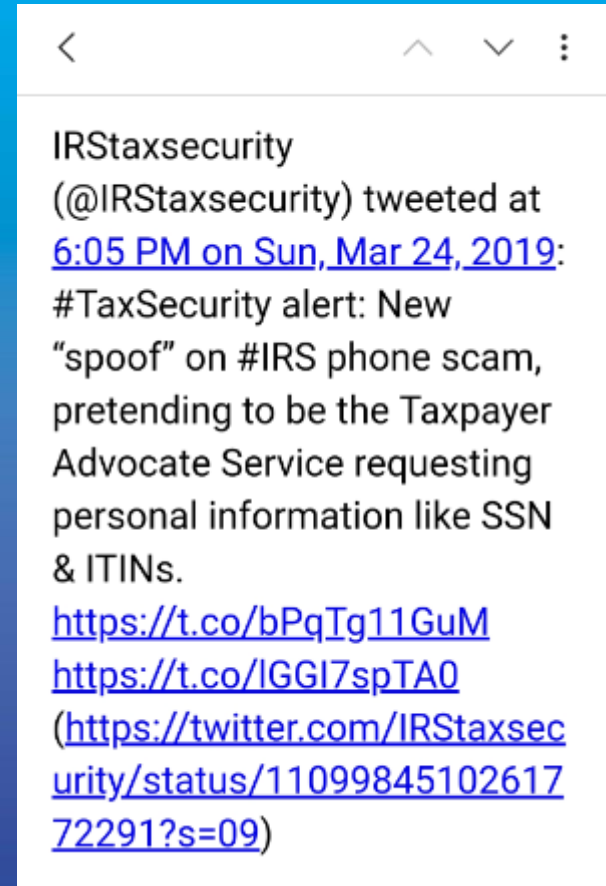 IRStaxsecurity
(@IRStaxsecurity) tweeted at
6:05 PM on Sun, Mar 24, 2019:
#TaxSecurity alert: New
“spoof” on #IRS phone scam,
pretending to be the Taxpayer
Advocate Service requesting
personal information like SSN
& ITINs.
https://t.co/bPqTg11GuM
https://t.co/lGGI7spTA0
(https://twitter.com/IRStaxsec
urity/status/11099845102617
72291?s=09)